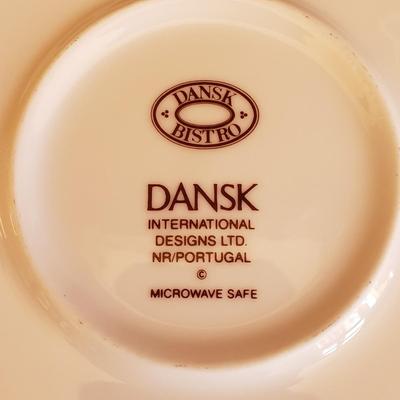 DANSK
BISTRO
DANSK
INTERNATIONAL
DESIGNS LTD.
NR/PORTUGAL
©
MICROWAVE SAFE